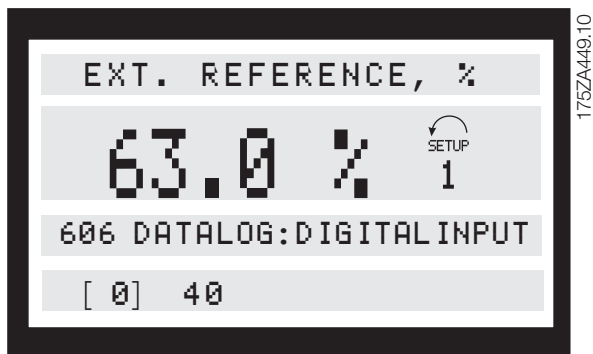 EXT. REFERENCE, %
63.0 %
SETUP
1
606 DATALOG:DIGITALINPUT
[ 0] 40
175ZA449.10